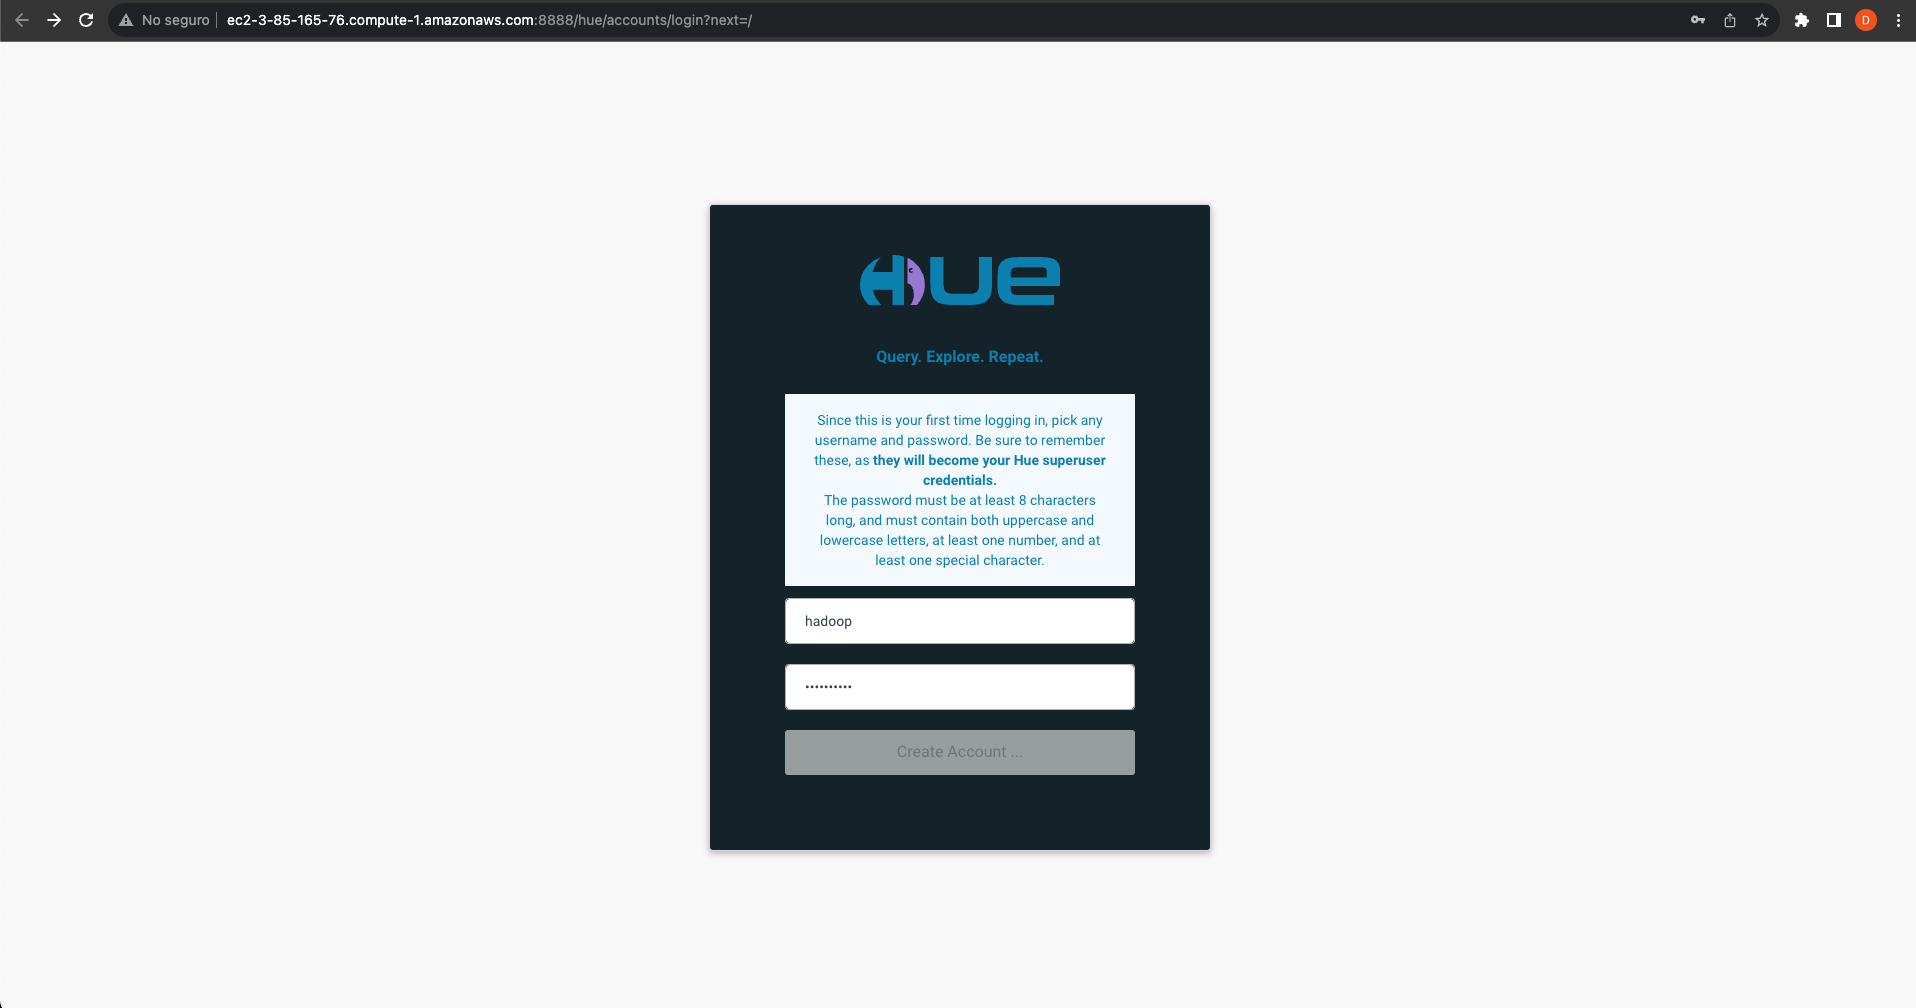 No seguro
ec2-3-85-165-76.compute-1.amazonaws.com:8888/hue/accounts/login?next=/
D
HUE
Query. Explore. Repeat.
Since this is your first time logging in, pick any
username and password. Be sure to remember
these, as they will become your Hue superuser
credentials.
The password must be at least 8 characters
long, and must contain both uppercase and
lowercase letters, at least one number, and at
least one special character.
hadoop
••••••••••
Create Account ...